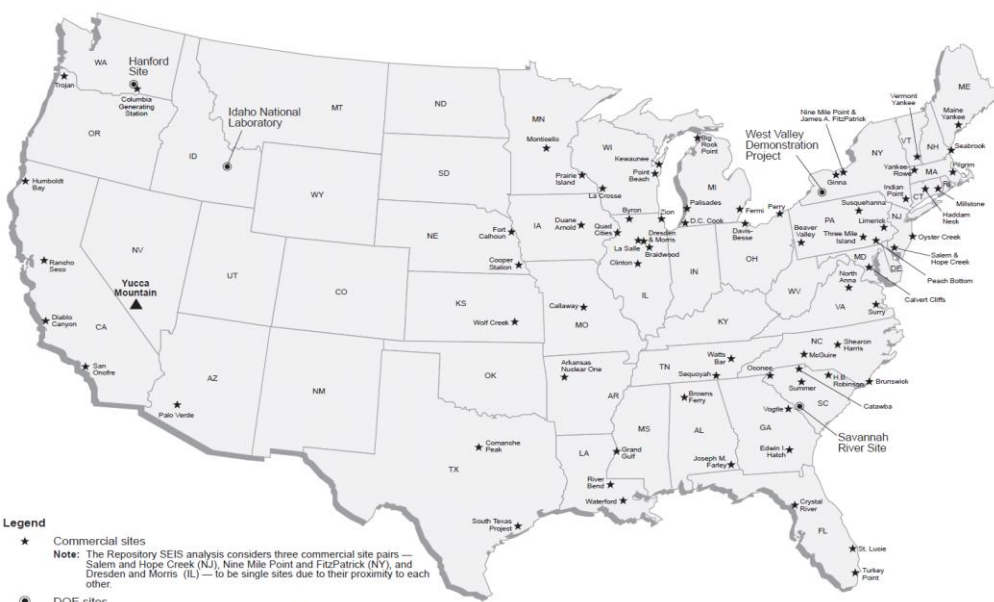 WA
Hanford
Site
Trojan
Columbia
Generating
Station
OR
Idaho National
Laboratory
ID
MT
ND
MN
Monticello
SD
WY
Prairie
Island
WI
La Crosse
Kewaunee
Point
Beach
Big
Rock
Point
MI
Palisades
D.C. Cook
Fermi
Davis-
Besse
Perry
West Valley
Demonstration
Project
Nine Mile Point &
James A. FitzPatrick
Ginna
NY
Vermont
Yankee
VT
NH
ME
Maine
Yankee
Seabrook
Yankee
Rowe
MA
Pilgrim
Indian
Point
CT
RI
Millstone
Haddam
Neck
Susquehanna
Limerick
NJ
PA
Beaver
Valley
Three Mile
Island
Oyster Creek
Salem &
Hope Creek
Peach Bottom
MD
DE
Calvert Cliffs
Humboldt
Bay
NV
Rancho
Seco
Yucca
Mountain
CA
Diablo
Canyon
San
Onofre
UT
CO
AZ
Palo Verde
NM
NE
Fort
Calhoun
Cooper
Station
IA
Duane
Arnold
Quad
Cities
Byron
Zion
Dresden
& Morris
La Salle
Braidwood
Clinton
IL
IN
OH
WV
North
Anna
VA
Surry
KS
Wolf Creek
Callaway
MO
KY
OK
Arkansas
Nuclear One
AR
TN
Watts
Bar
Sequoyah
NC
McGuire
Shearon
Harris
Oconee
Summer
H.B.
Robinson
Brunswick
Catawba
SC
Browns
Ferry
MS
AL
GA
Vogtle
Savannah
River Site
Edwin I.
Hatch
Joseph M.
Farley
TX
Comanche
Peak
LA
Grand
Gulf
River
Bend
Waterford
South Texas
Project
Crystal
River
FL
St. Lucie
Turkey
Point
Legend
Commercial sites
Note: The Repository SEIS analysis considers three commercial site pairs —
Salem and Hope Creek (NJ), Nine Mile Point and FitzPatrick (NY), and
Dresden and Morris (IL) — to be single sites due to their proximity to each
other.
DOE sites